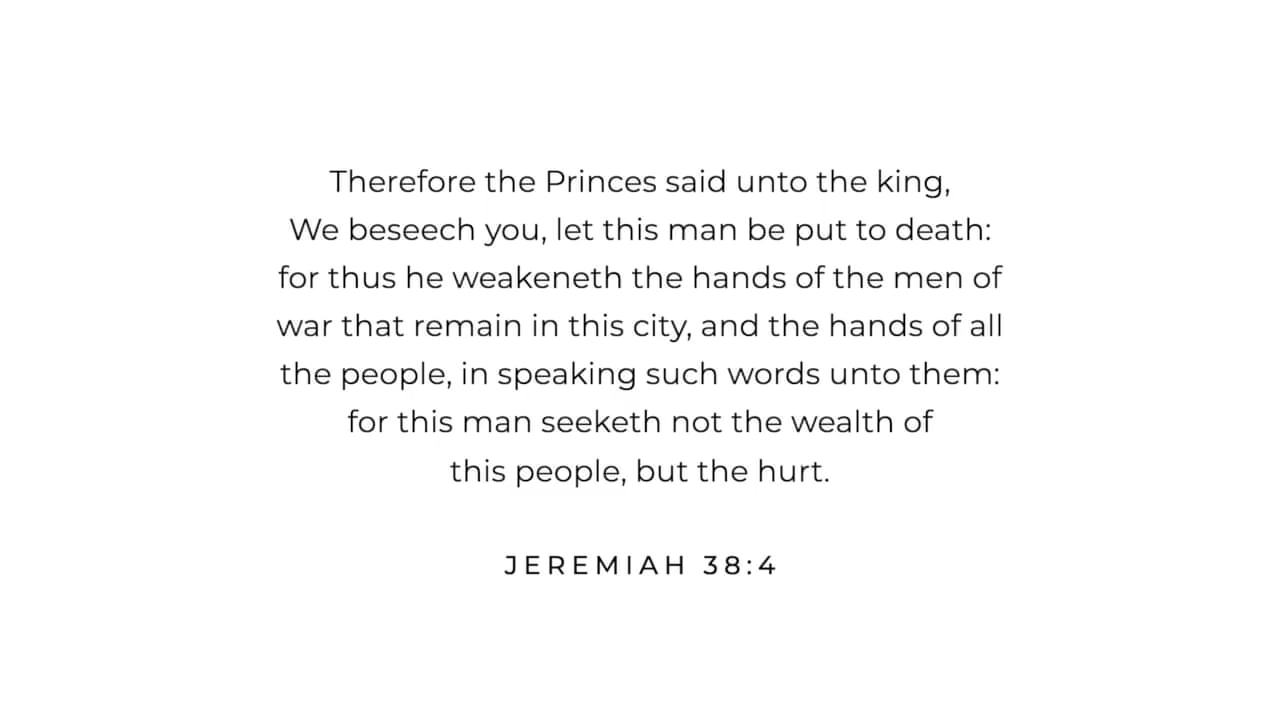 Therefore the Princes said unto the king,
We beseech you, let this man be put to death:
for thus he weakeneth the hands of the men of
war that remain in this city, and the hands of all
the people, in speaking such words unto them:
for this man seeketh not the wealth of
this people, but the hurt.
JEREMIAH 38:4